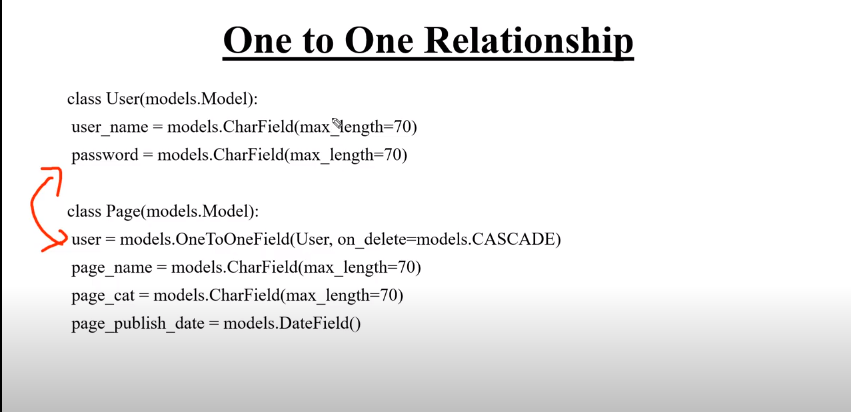 One to One Relationship
class User(models.Model):
user_name = models.CharField(max_length=70)
password = models.CharField(max_length=70)
class Page(models.Model):
user = models.OneToOneField(User, on_delete=models.CASCADE)
page_name = models.CharField(max_length=70)
page_cat = models.CharField(max_length=70)
page_publish_date = models.DateField()